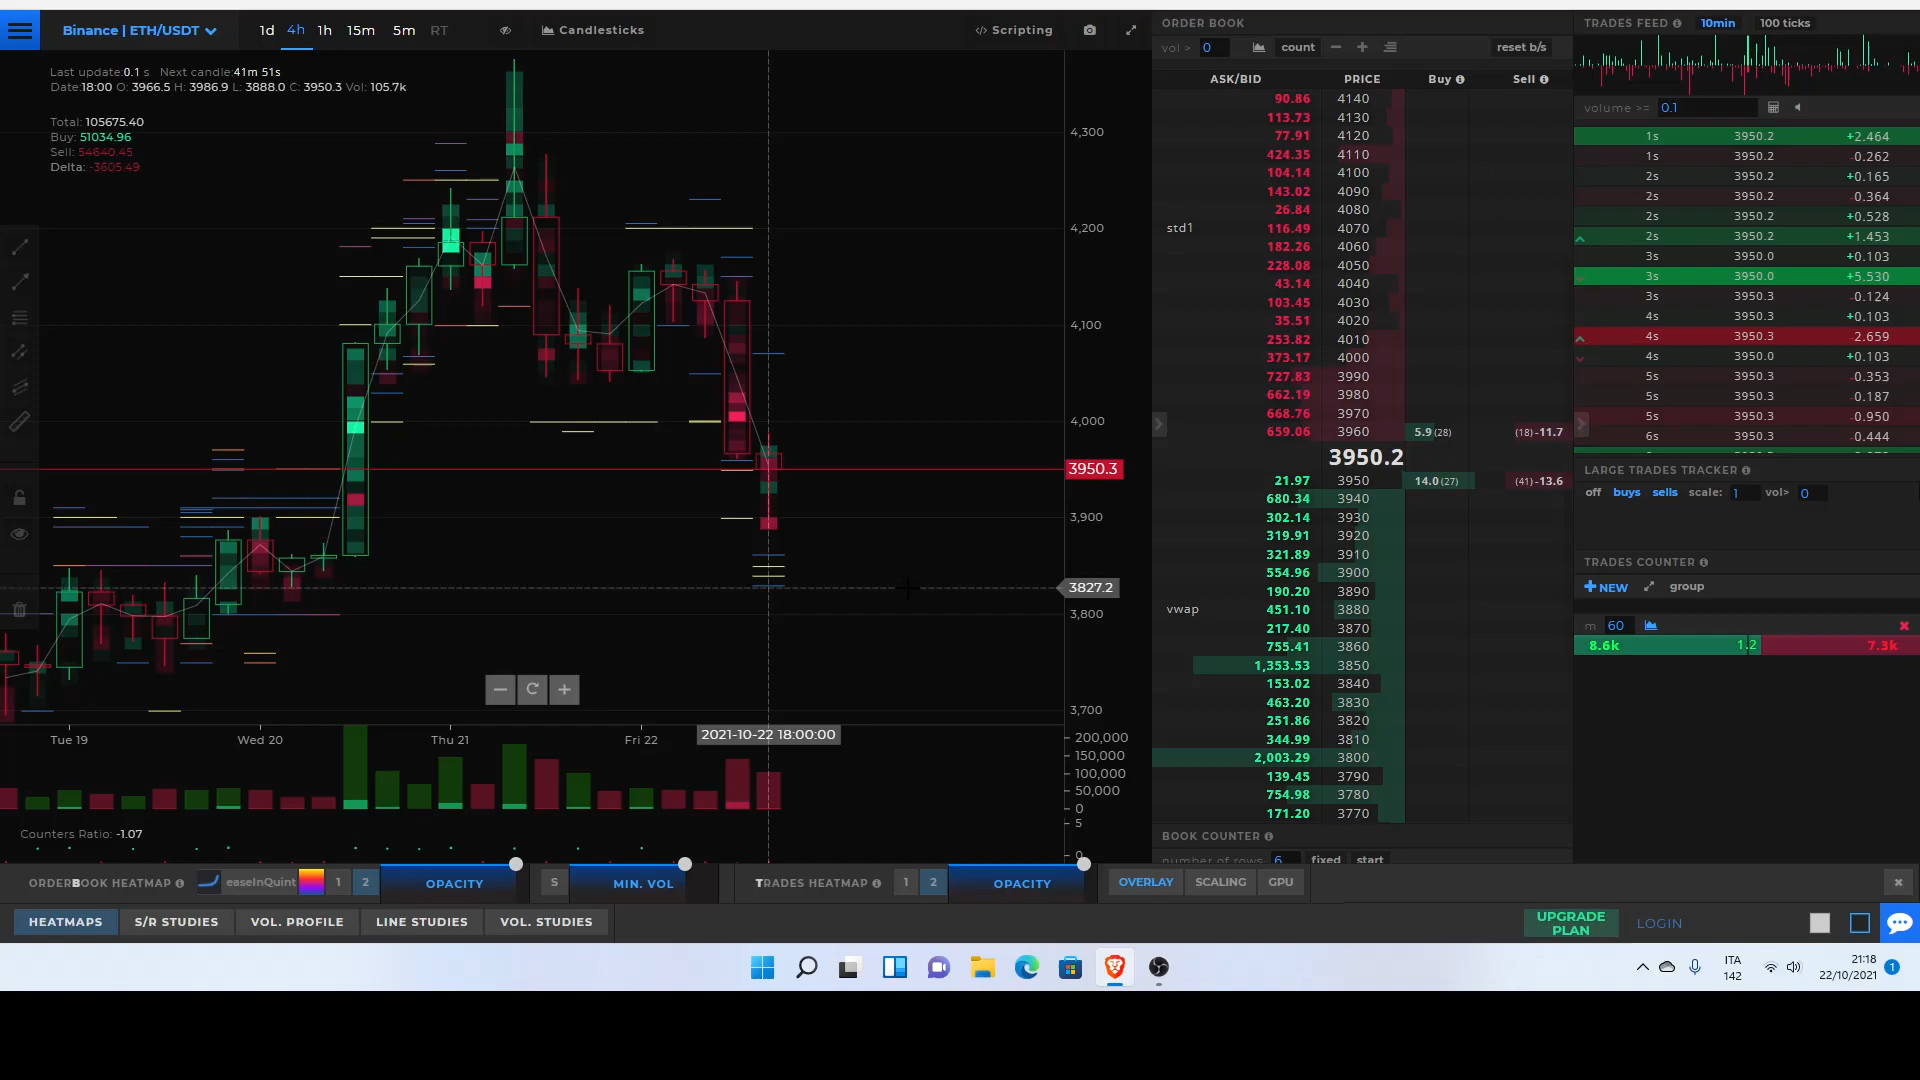 Binance | ETH/USDT
1d 4h 1h 15m 5m RT
Candlesticks
</> Scripting
Last update:0.1 s Next candle:41m 51s
Date:18:00 O: 3966.5 H: 3986.9 L: 3888.0 C: 3950.3 Vol: 105.7k
Total: 105675.40
Buy: 51034.96
Sell: 54640.45
Delta: -3605.49
4,300
4,200
4,100
4,000
3950.3
3,900
3827.2
3,800
3,700
Tue 19 Wed 20 Thu 21 Fri 22 2021-10-22 18:00:00
200,000
150,000
100,000
50,000
0
5
0
Counters Ratio: -1.07
ORDER BOOK
vol > 0 count reset b/s
ASK/BID PRICE Buy Sell
90.86 4140
113.73 4130
77.91 4120
424.35 4110
104.14 4100
143.02 4090
26.84 4080
std1 116.49 4070
182.26 4060
228.08 4050
43.14 4040
103.45 4030
35.51 4020
253.82 4010
373.17 4000
727.83 3990
662.19 3980
668.76 3970
659.06 3960 5.9 (28) (18) -11.7
3950.2
21.97 3950 14.0 (27) (41) -13.6
680.34 3940
302.14 3930
319.91 3920
321.89 3910
554.96 3900
190.20 3890
vwap 451.10 3880
217.40 3870
755.41 3860
1,353.53 3850
153.02 3840
463.20 3830
251.86 3820
344.99 3810
2,003.29 3800
139.45 3790
754.98 3780
171.20 3770
BOOK COUNTER
number of rows 6 fixed start
TRADES FEED 10min 100 ticks
volume >= 0.1
1s 3950.2 +2.464
1s 3950.2 -0.262
2s 3950.2 +0.165
2s 3950.2 -0.364
2s 3950.2 +0.528
2s 3950.2 +1.453
3s 3950.2 +0.103
3s 3950.0 +5.530
3s 3950.3 -0.124
4s 3950.3 +0.103
4s 3950.3 -2.659
4s 3950.0 +0.103
5s 3950.3 -0.353
5s 3950.3 -0.187
5s 3950.3 -0.950
6s 3950.3 -0.444
LARGE TRADES TRACKER
off buys sells scale: 1 vol> 0
TRADES COUNTER
NEW group
m 60
8.6k 1.2 7.3k
ORDERBOOK HEATMAP easeInQuint 1 2 OPACITY S MIN. VOL TRADES HEATMAP 1 2 OPACITY OVERLAY SCALING GPU
HEATMAPS S/R STUDIES VOL. PROFILE LINE STUDIES VOL. STUDIES
UPGRADE PLAN LOGIN
ITA
142
21:18
22/10/2021
1